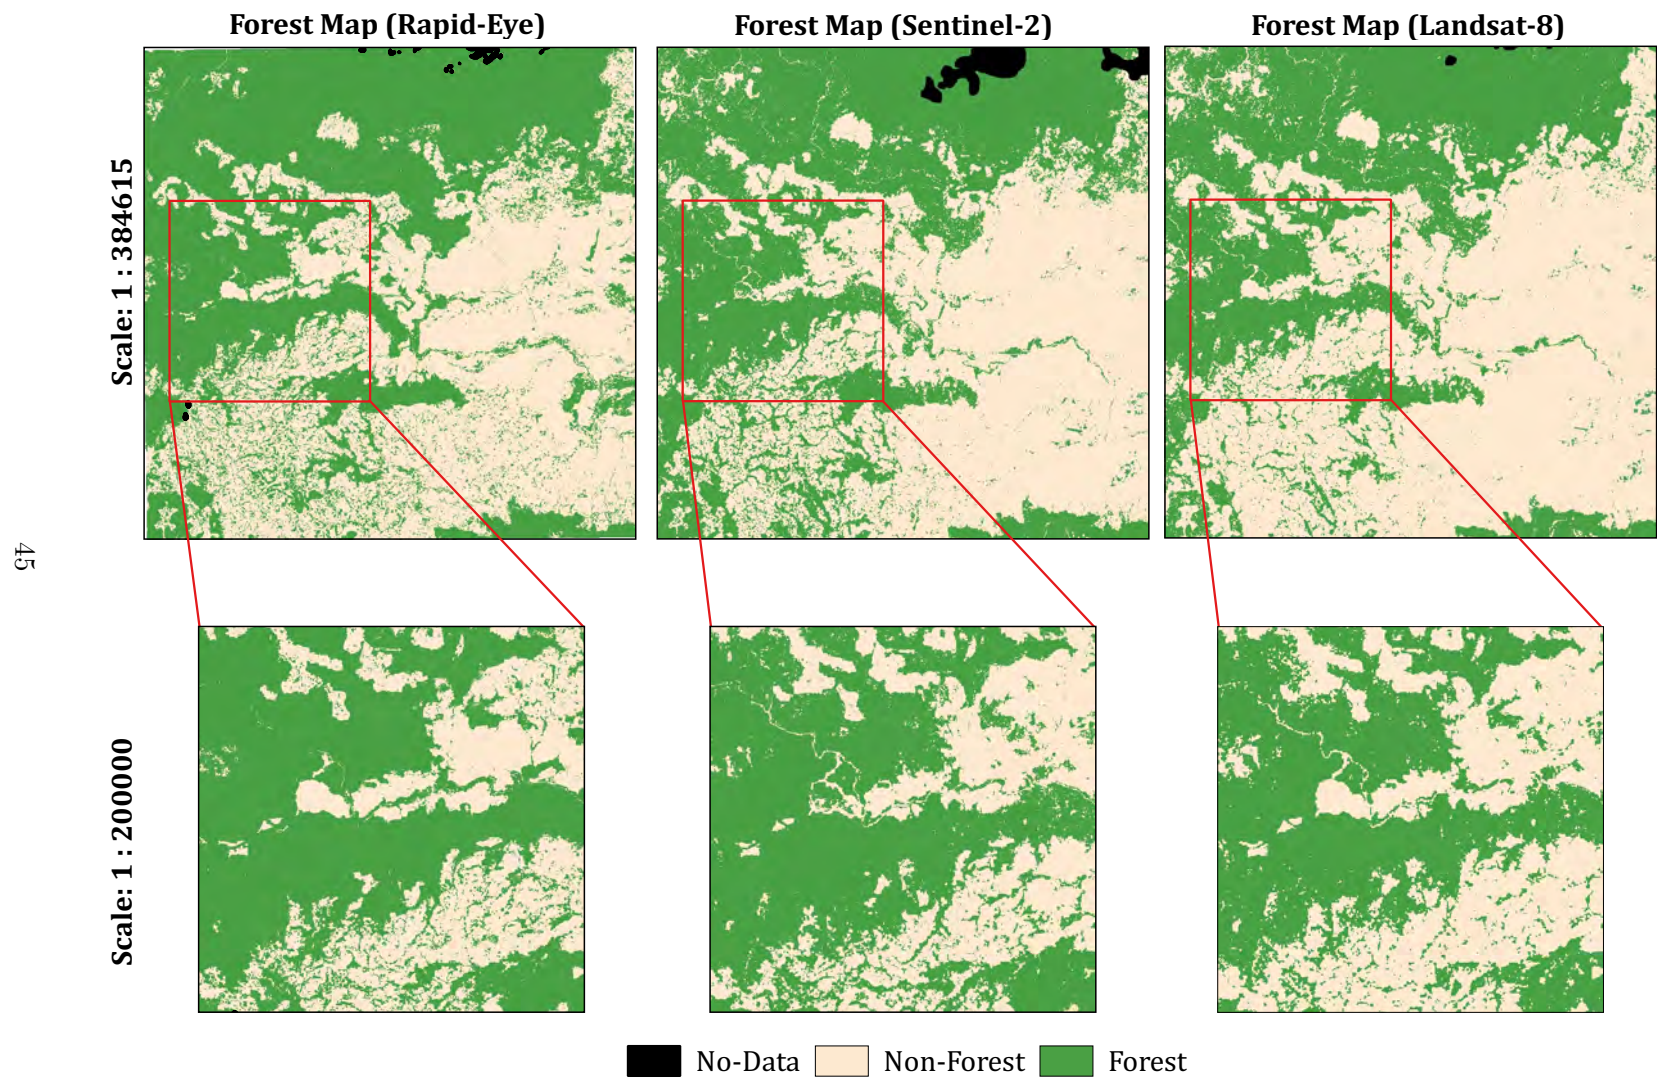 Forest Map (Rapid-Eye)
Forest Map (Sentinel-2)
Forest Map (Landsat-8)
Scale: 1 : 384615
45
Scale: 1 : 200000
No-Data
Non-Forest
Forest